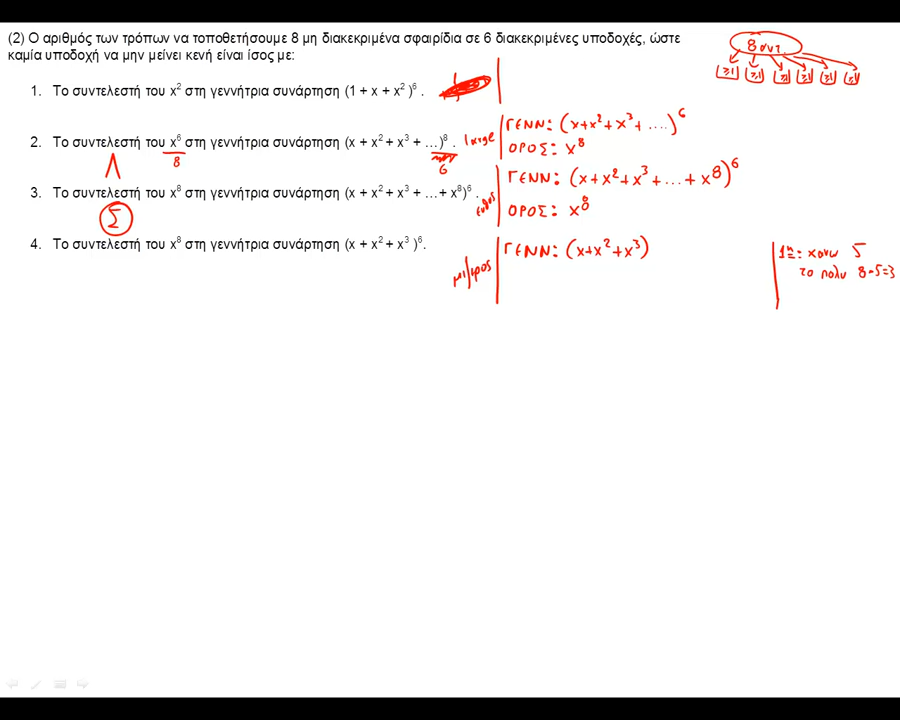 (2) Ο αριθμός των τρόπων να τοποθετήσουμε 8 μη διακεκριμένα σφαιρίδια σε 6 διακεκριμένες υποδοχές, ώστε
καμία υποδοχή να μην μείνει κενή είναι ίσος με:
8 αντ.
≥1 ≥1 ≥1 ≥1 ≥1 ≥1
1. Το συντελεστή του x² στη γεννήτρια συνάρτηση (1 + x + x² )⁶ .
2. Το συντελεστή του x⁶ στη γεννήτρια συνάρτηση (x + x² + x³ + …)⁸ .
8
6
Λ
ΓΕΝΝ: (x+x²+x³+....)⁶
ΟΡΟΣ: x⁸
3. Το συντελεστή του x⁸ στη γεννήτρια συνάρτηση (x + x² + x³ + …+ x⁸)⁶ .
Σ
ΓΕΝΝ: (x+x²+x³+...+x⁸)⁶
ΟΡΟΣ: x⁸
4. Το συντελεστή του x⁸ στη γεννήτρια συνάρτηση (x + x² + x³ )⁶.
ΓΕΝΝ: (x+x²+x³)
χανω 5
το πολυ 8-5=3